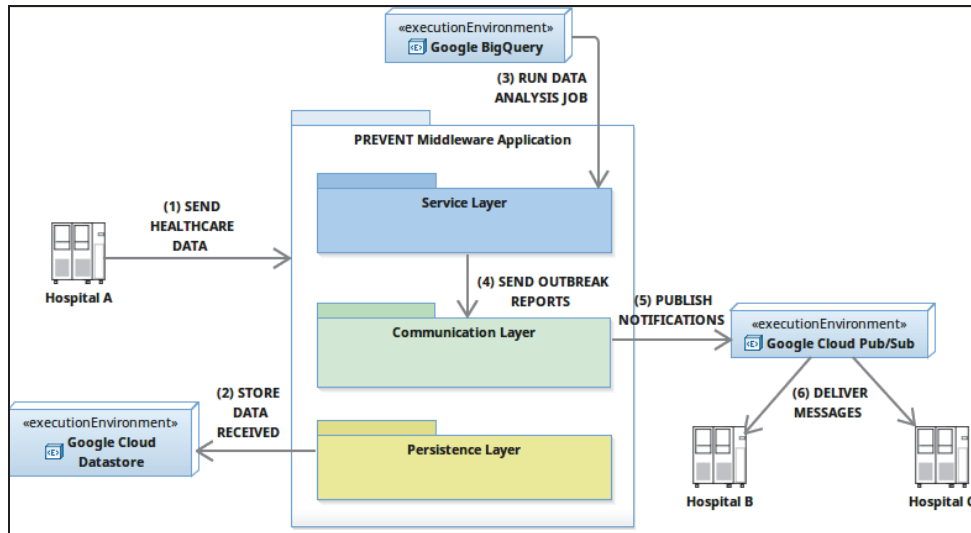 «executionEnvironment»
Google BigQuery
(3) RUN DATA
ANALYSIS JOB
PREVENT Middleware Application
Service Layer
(1) SEND
HEALTHCARE
DATA
Hospital A
(4) SEND OUTBREAK
REPORTS
(5) PUBLISH
NOTIFICATIONS
Communication Layer
«executionEnvironment»
Google Cloud Pub/Sub
(6) DELIVER
MESSAGES
(2) STORE
DATA
RECEIVED
«executionEnvironment»
Google Cloud
Datastore
Persistence Layer
Hospital B
Hospital C